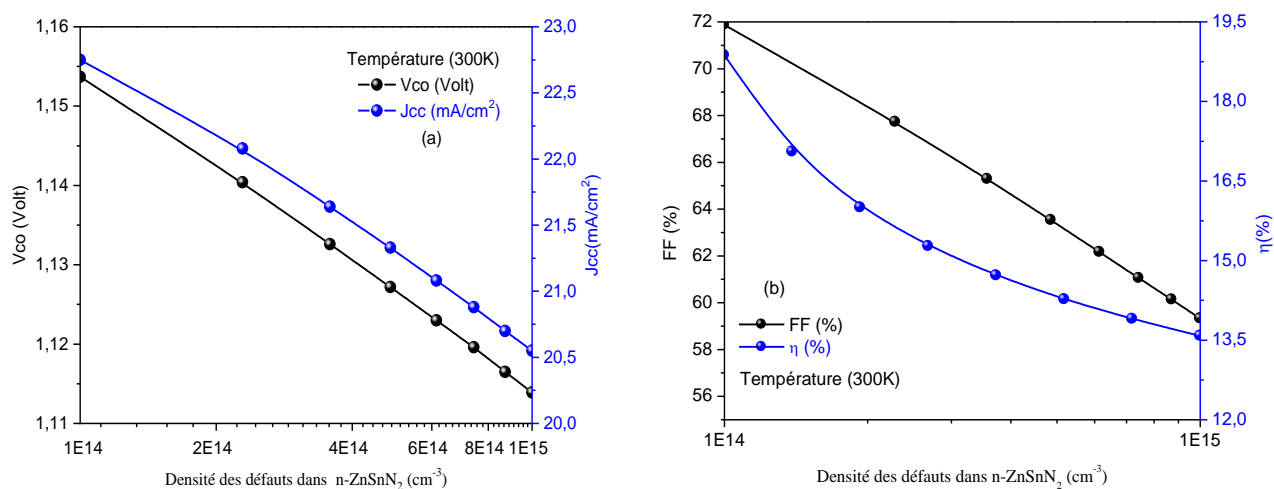 (a)
1,16
1,15
1,14
1,13
1,12
1,11
Vco (Volt)
Température (300K)
Vco (Volt)
Jcc (mA/cm²)
(a)
23,0
22,5
22,0
21,5
21,0
20,5
20,0
Jcc(mA/cm²)
1E14 2E14 4E14 6E14 8E14 1E15
Densité des défauts dans n-ZnSnN₂ (cm⁻³)
72
70
68
66
64
62
60
58
56
FF (%)
(b)
FF (%)
η (%)
Température (300K)
19,5
18,0
16,5
15,0
13,5
12,0
η(%)
1E14 1E15
Densité des défauts dans n-ZnSnN₂ (cm⁻³)